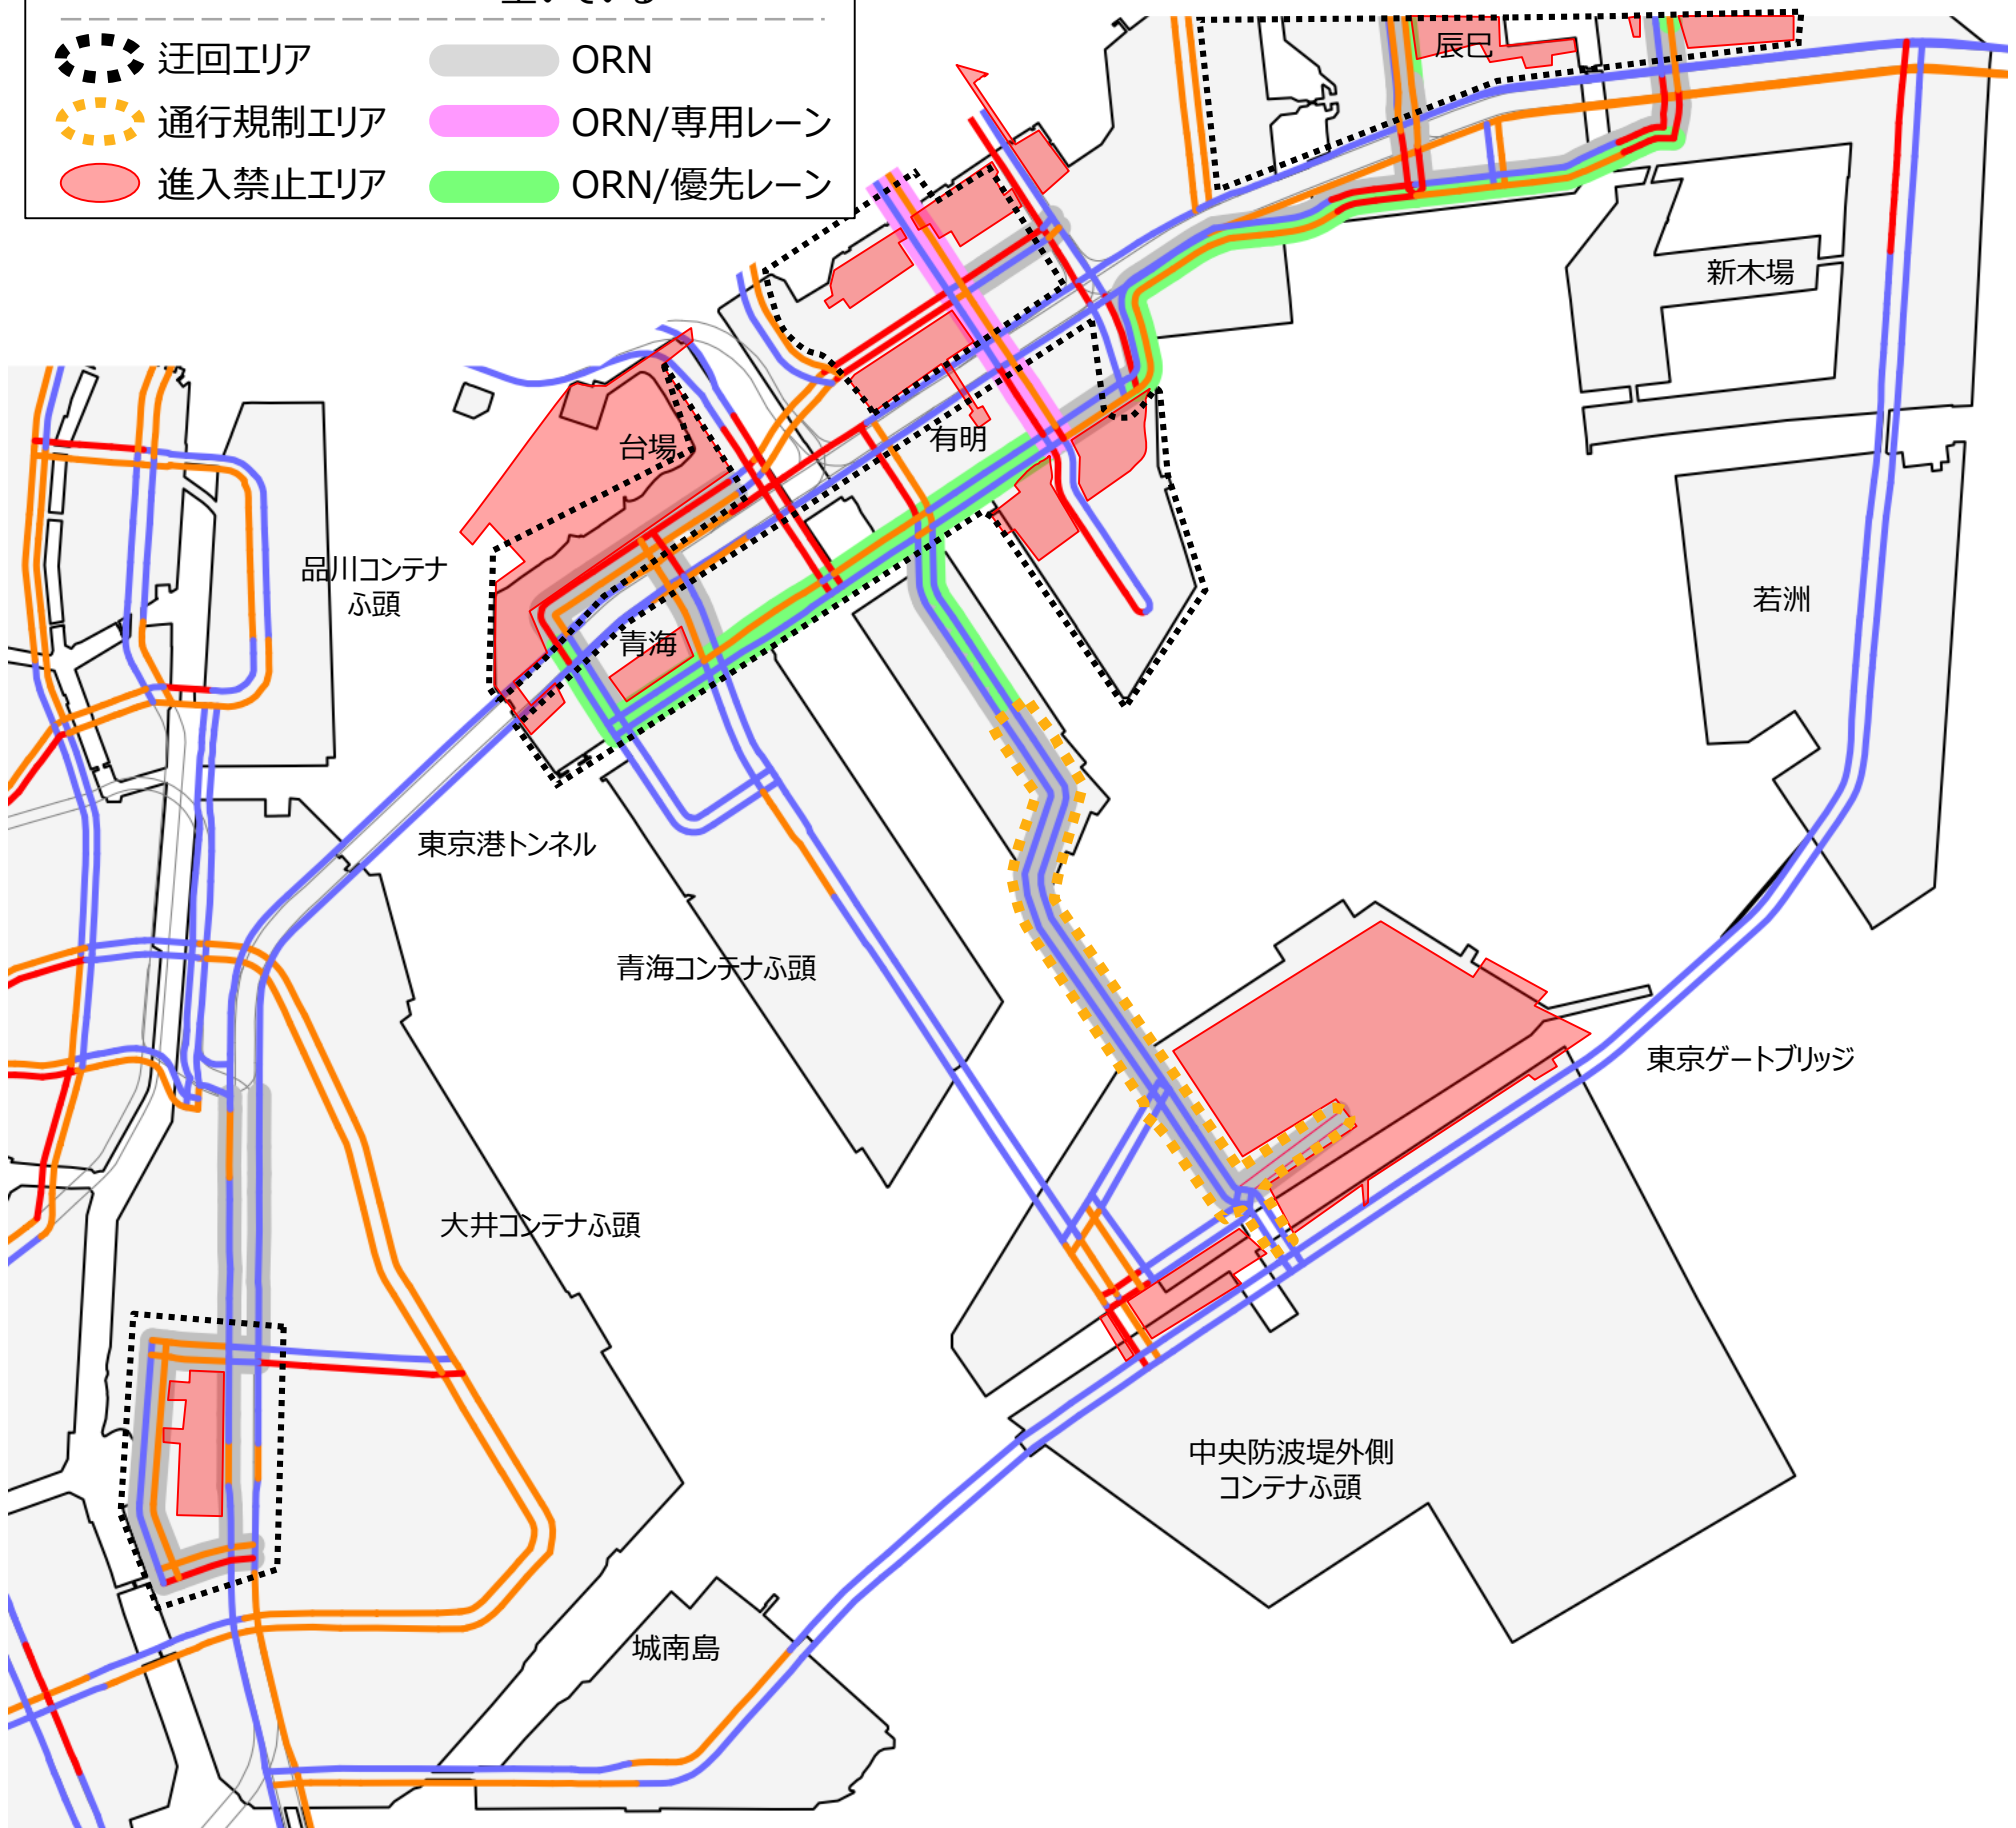 空いている
迂回エリア
ORN
通行規制エリア
ORN/専用レーン
進入禁止エリア
ORN/優先レーン
辰巳
新木場
有明
台場
品川コンテナ
ふ頭
若洲
青海
東京港トンネル
青海コンテナふ頭
東京ゲートブリッジ
大井コンテナふ頭
中央防波堤外側
コンテナふ頭
城南島